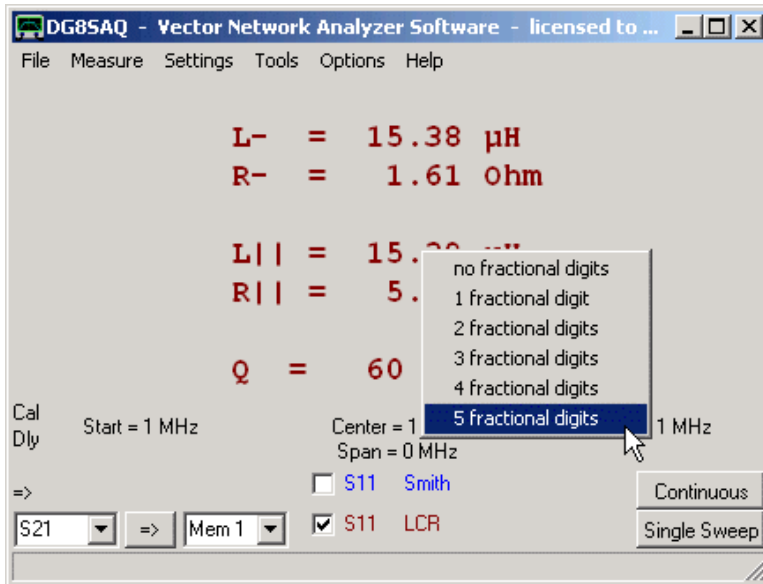 DG8SAQ - Vector Network Analyzer Software - licensed to ...
File Measure Settings Tools Options Help
L- = 15.38 µH
R- = 1.61 Ohm
L|| = 15.
R|| = 5.
Q = 60
no fractional digits
1 fractional digit
2 fractional digits
3 fractional digits
4 fractional digits
5 fractional digits
Cal
Dly
Start = 1 MHz
Center = 1
1 MHz
Span = 0 MHz
=>
S11 Smith
Continuous
S21
=>
Mem 1
S11 LCR
Single Sweep